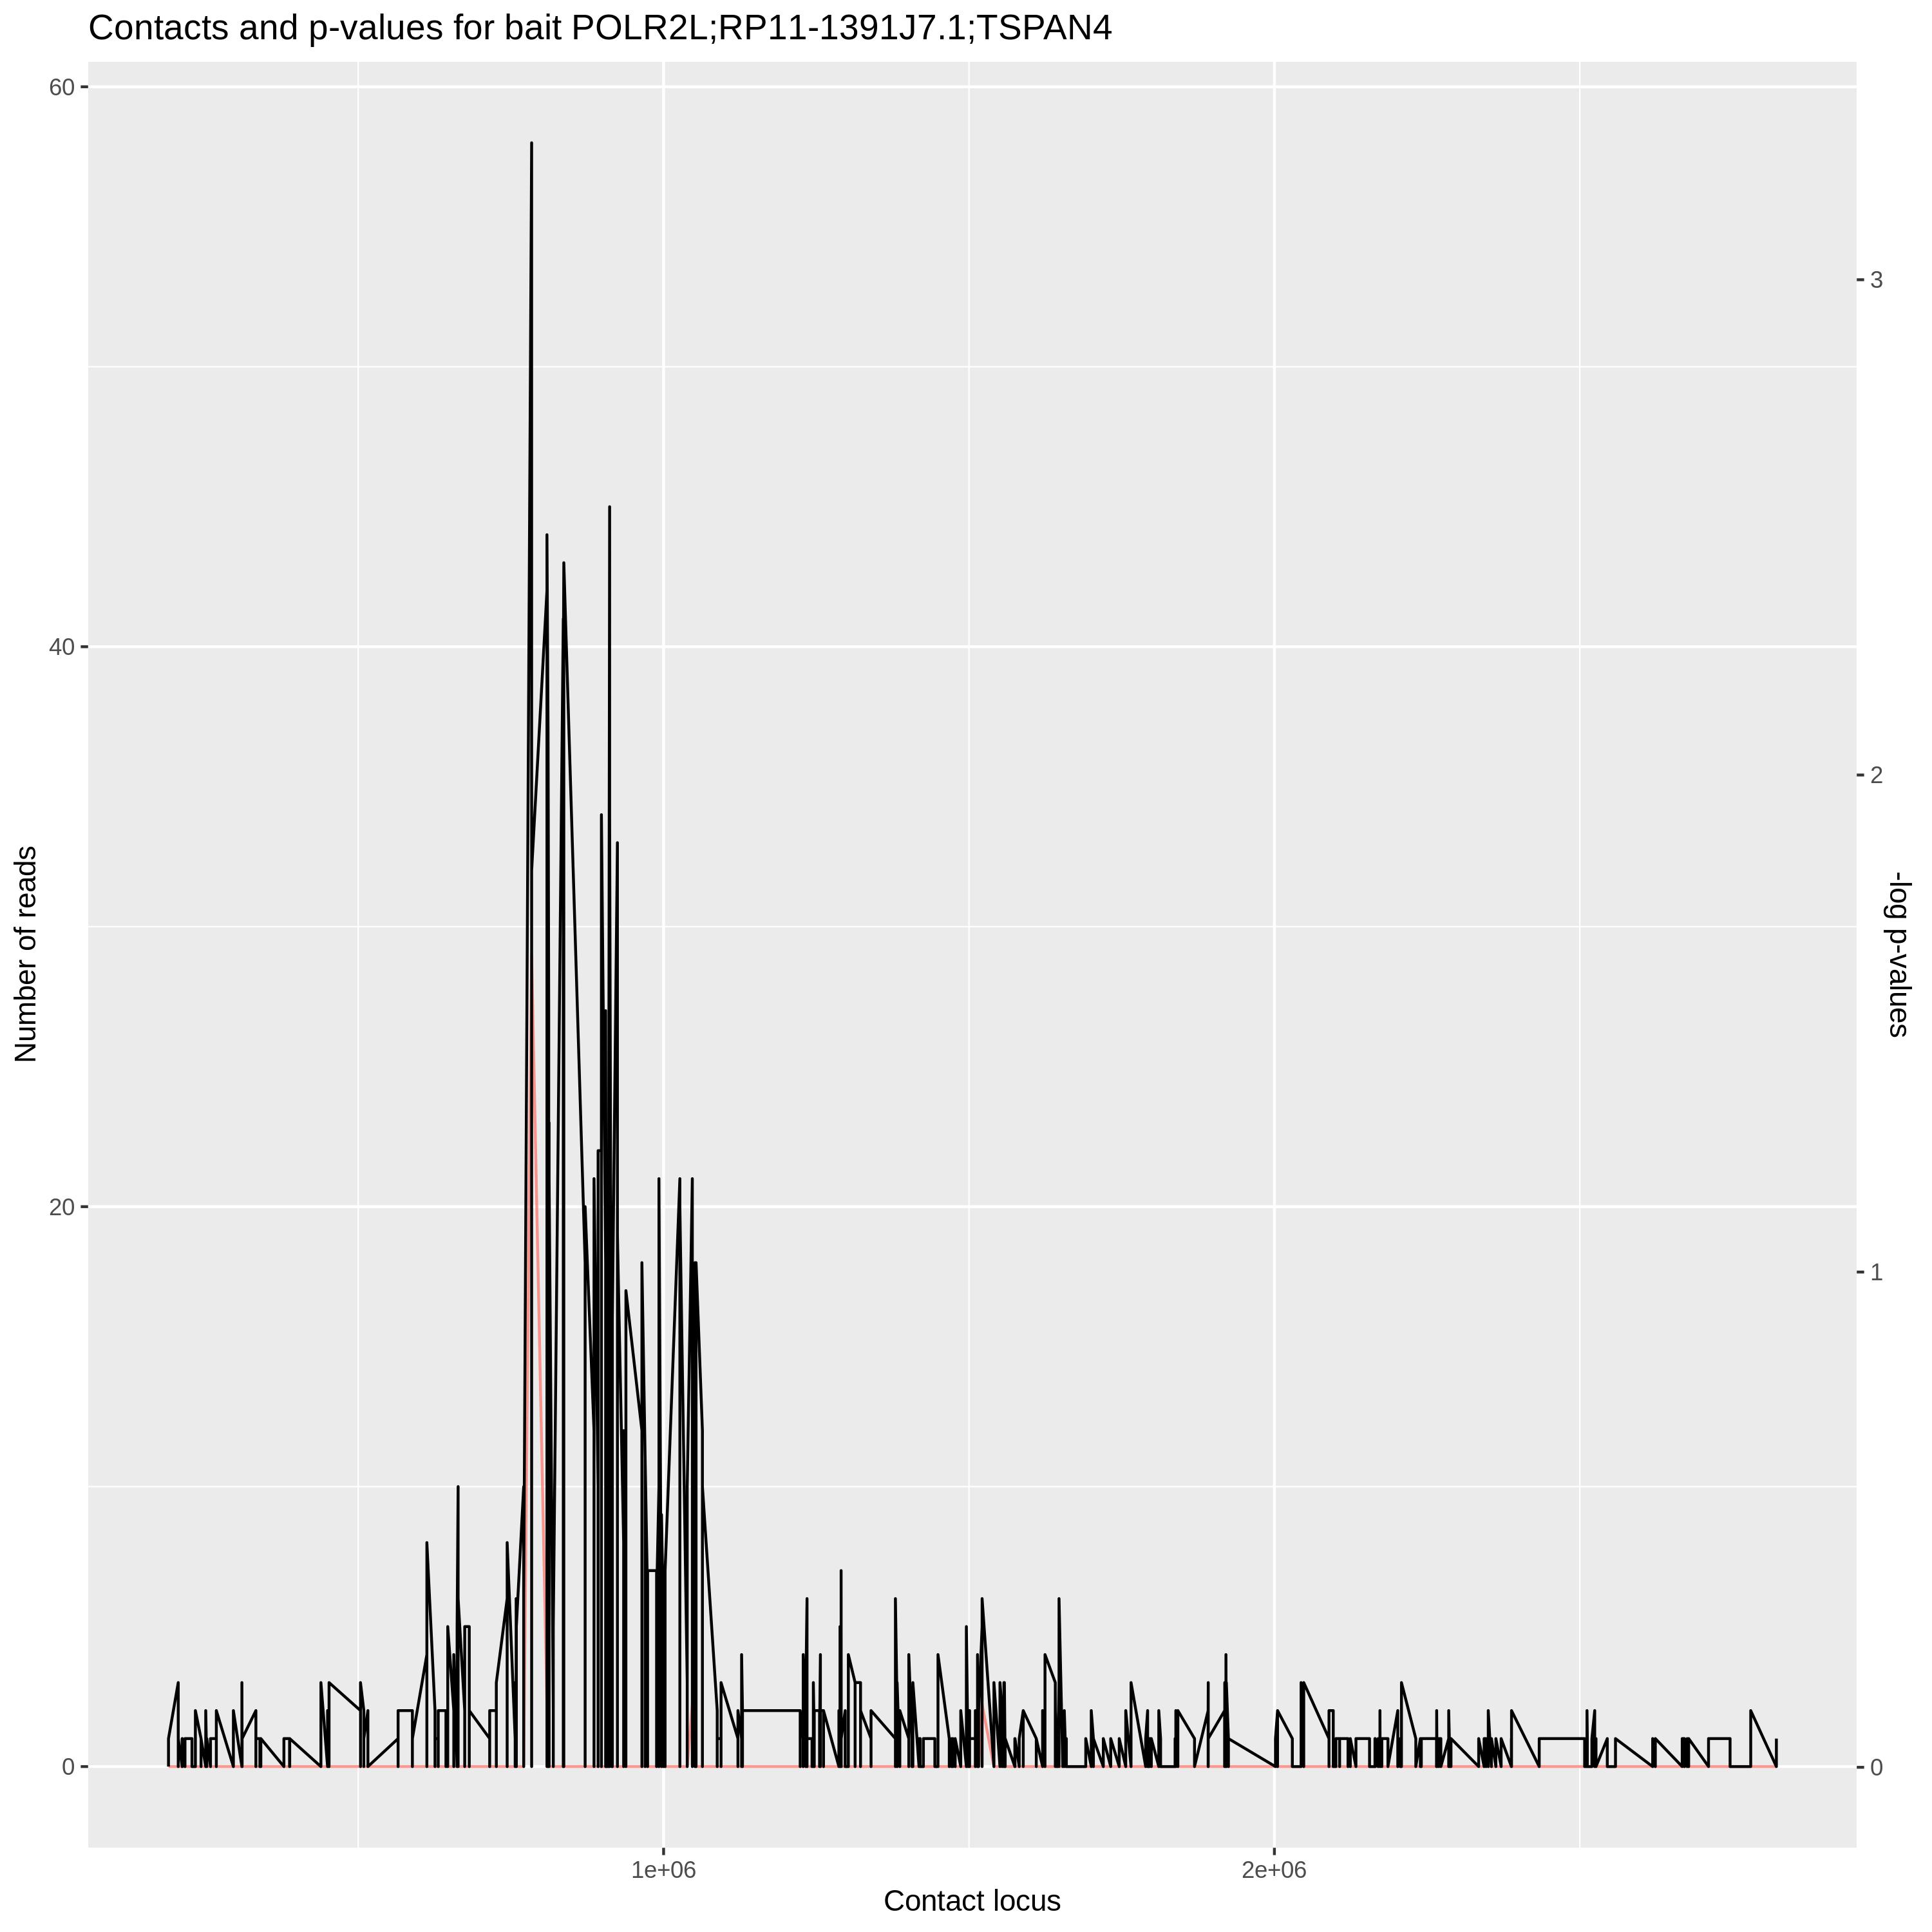 Contacts and p-values for bait POLR2L;RP11-1391J7.1;TSPAN4
60
40
20
0
Number of reads
3
2
1
0
-log p-values
1e+06
2e+06
Contact locus